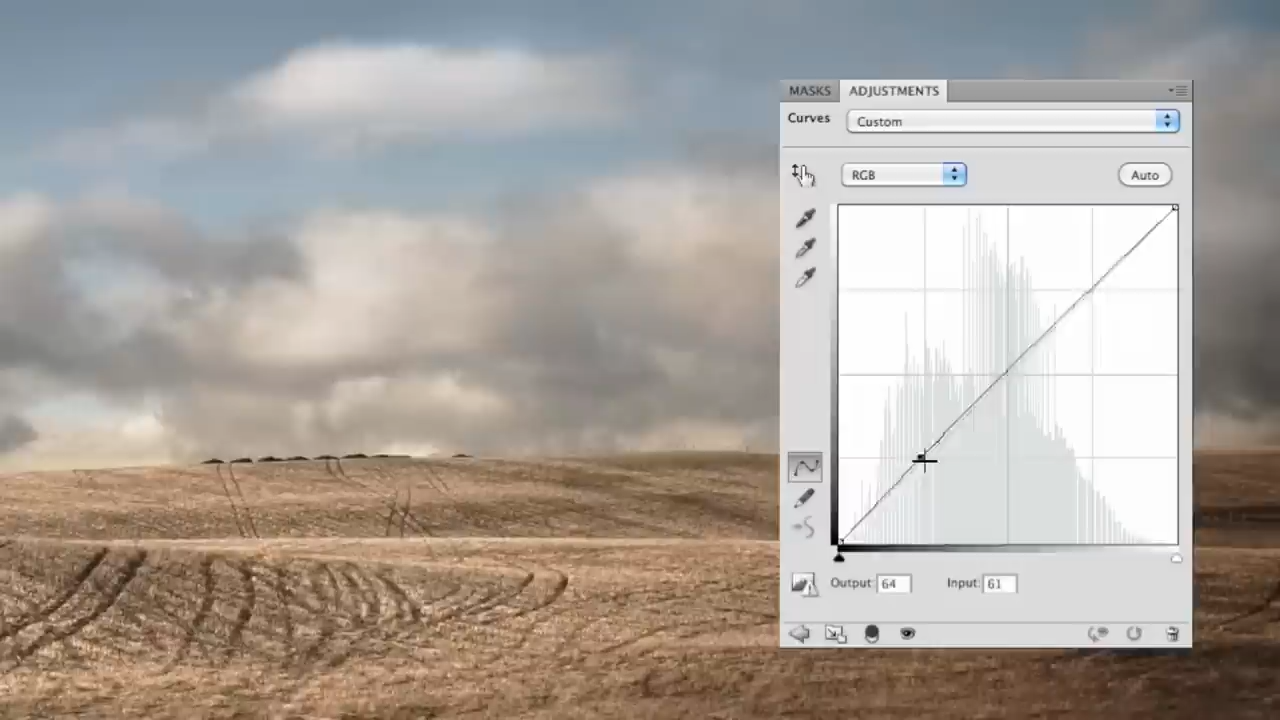 MASKS ADJUSTMENTS
Curves Custom
RGB Auto
Output: 64 Input: 61